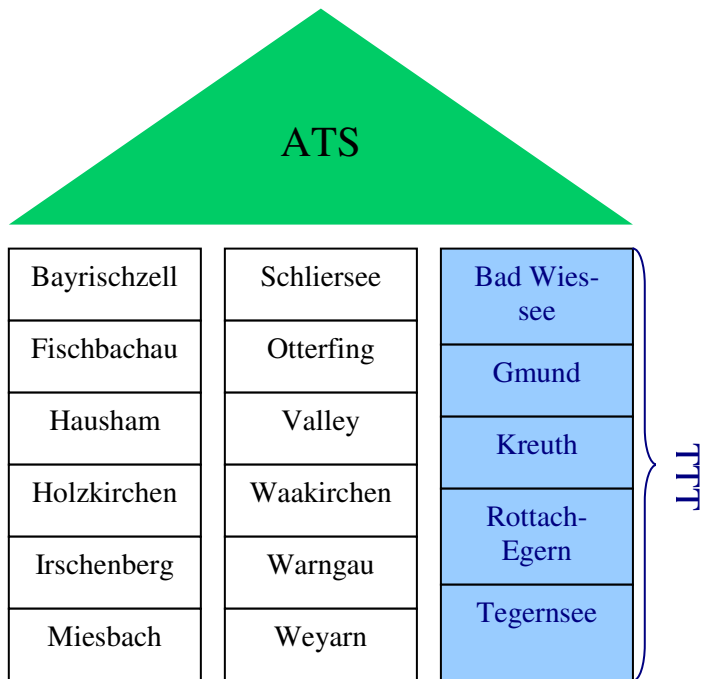 ATS
Bayrischzell
Fischbachau
Hausham
Holzkirchen
Irschenberg
Miesbach
Schliersee
Otterfing
Valley
Waakirchen
Warngau
Weyarn
Bad Wies-
see
Gmund
Kreuth
Rottach-
Egern
Tegernsee
TTT